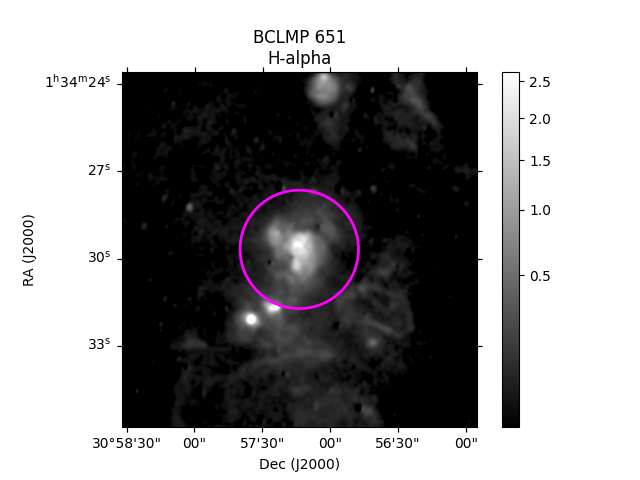 BCLMP 651
H-alpha
1ʰ34ᵐ24ˢ
27ˢ
30ˢ
33ˢ
RA (J2000)
30°58'30" 00" 57'30" 00" 56'30" 00"
Dec (J2000)
2.5
2.0
1.5
1.0
0.5